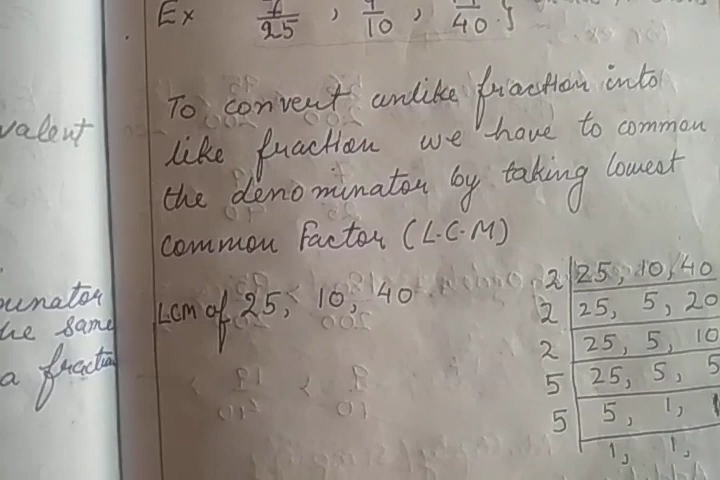 Ex 7/25, 9/10, /40.}
valent
To convert unlike fraction into
like fraction we have to common
the denominator by taking lowest
common Factor (L.C.M)
LCM of 25, 10, 40
2 25, 10, 40
2 25, 5, 20
2 25, 5, 10
5 25, 5, 5
5 5, 1, 1
1, 1,
he same
a fraction